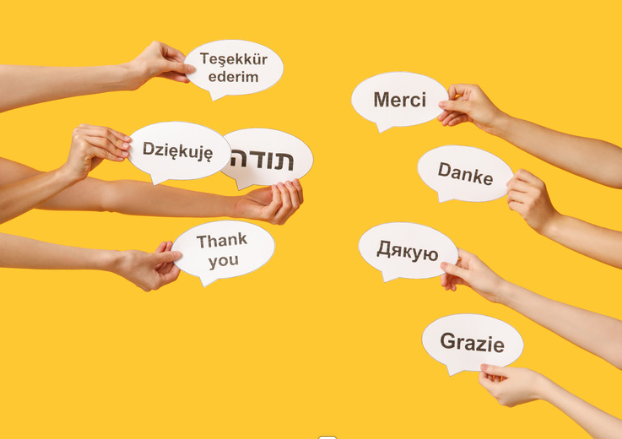 Teşekkür
ederim
Merci
Dziękuję
תודה
Danke
Thank
you
Дякую
Grazie